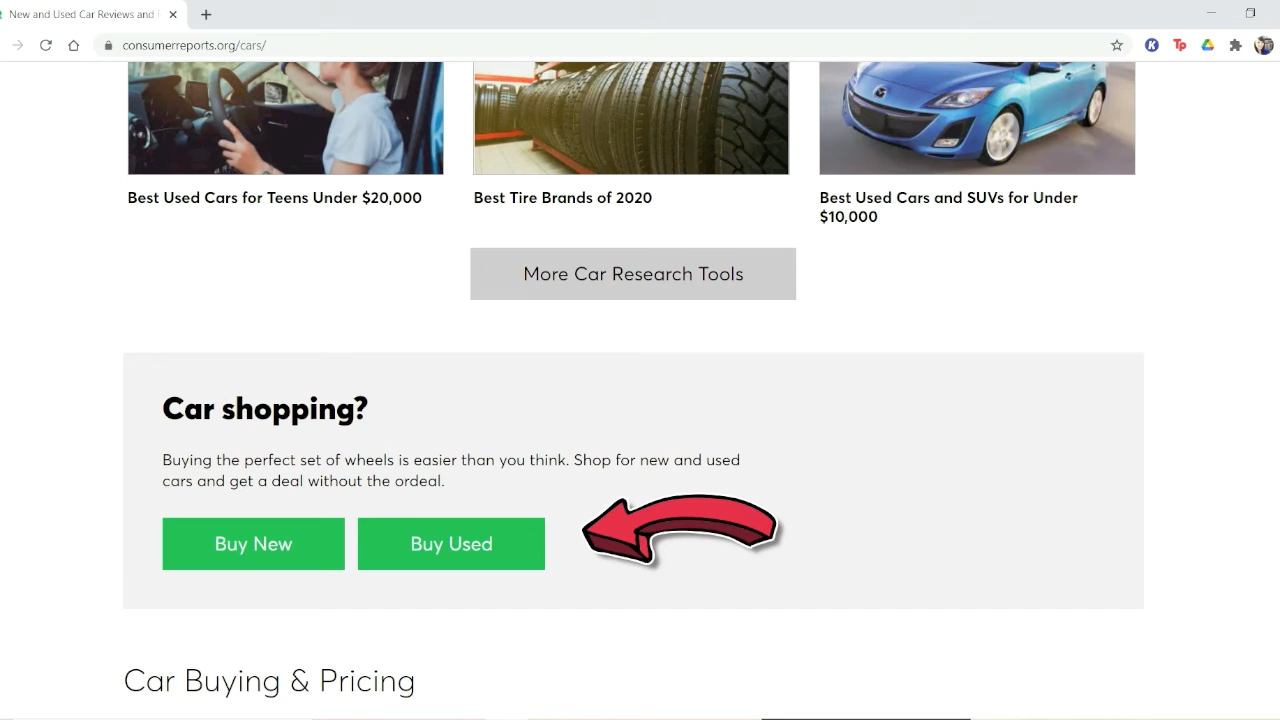 New and Used Car Reviews and
consumerreports.org/cars/
K
Tp
Best Used Cars for Teens Under $20,000
Best Tire Brands of 2020
Best Used Cars and SUVs for Under
$10,000
More Car Research Tools
Car shopping?
Buying the perfect set of wheels is easier than you think. Shop for new and used
cars and get a deal without the ordeal.
Buy New
Buy Used
Car Buying & Pricing